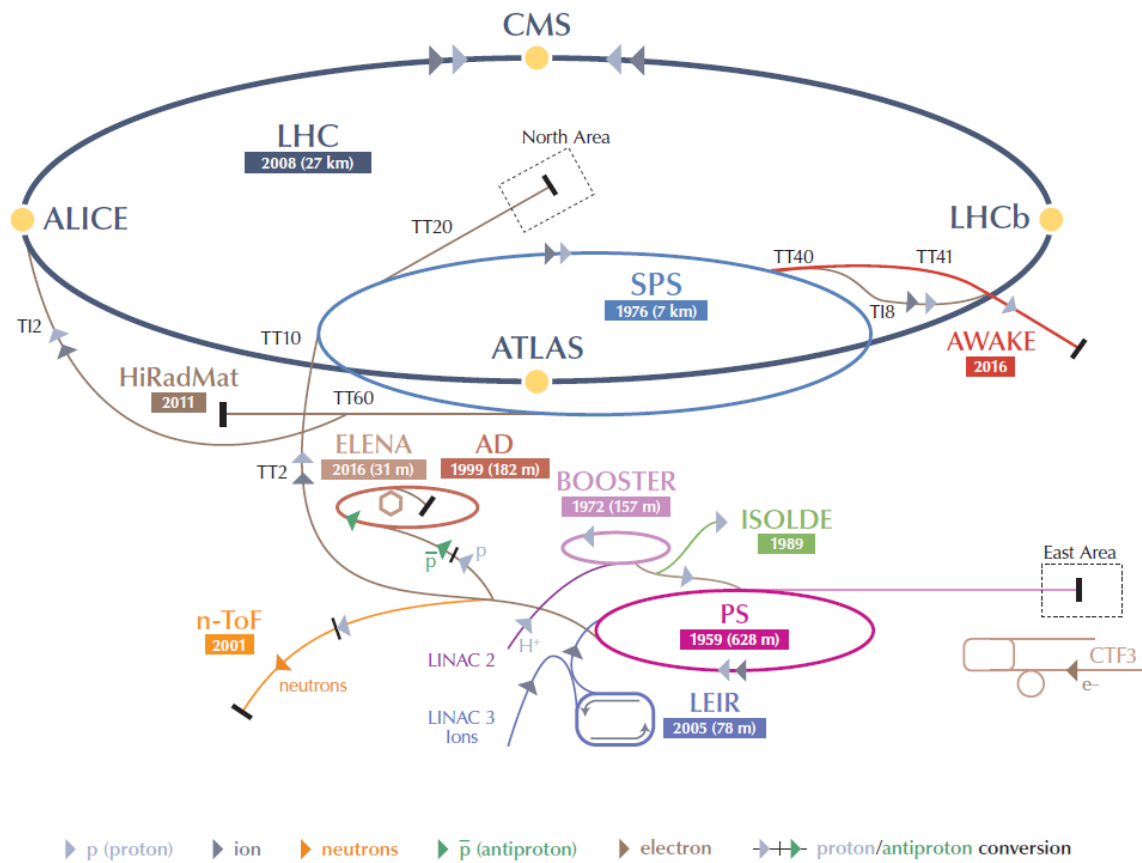 CMS
LHC
2008 (27 km)
North Area
ALICE
LHCb
TT20
TT40
TT41
SPS
1976 (7 km)
TI8
TI2
TT10
ATLAS
AWAKE
2016
HiRadMat
2011
TT60
ELENA
2016 (31 m)
AD
1999 (182 m)
TT2
BOOSTER
1972 (157 m)
ISOLDE
1989
p̅
p
East Area
n-ToF
2001
PS
1959 (628 m)
H+
LINAC 2
neutrons
CTF3
e–
LINAC 3
Ions
LEIR
2005 (78 m)
p (proton)
ion
neutrons
p̅ (antiproton)
electron
proton/antiproton conversion